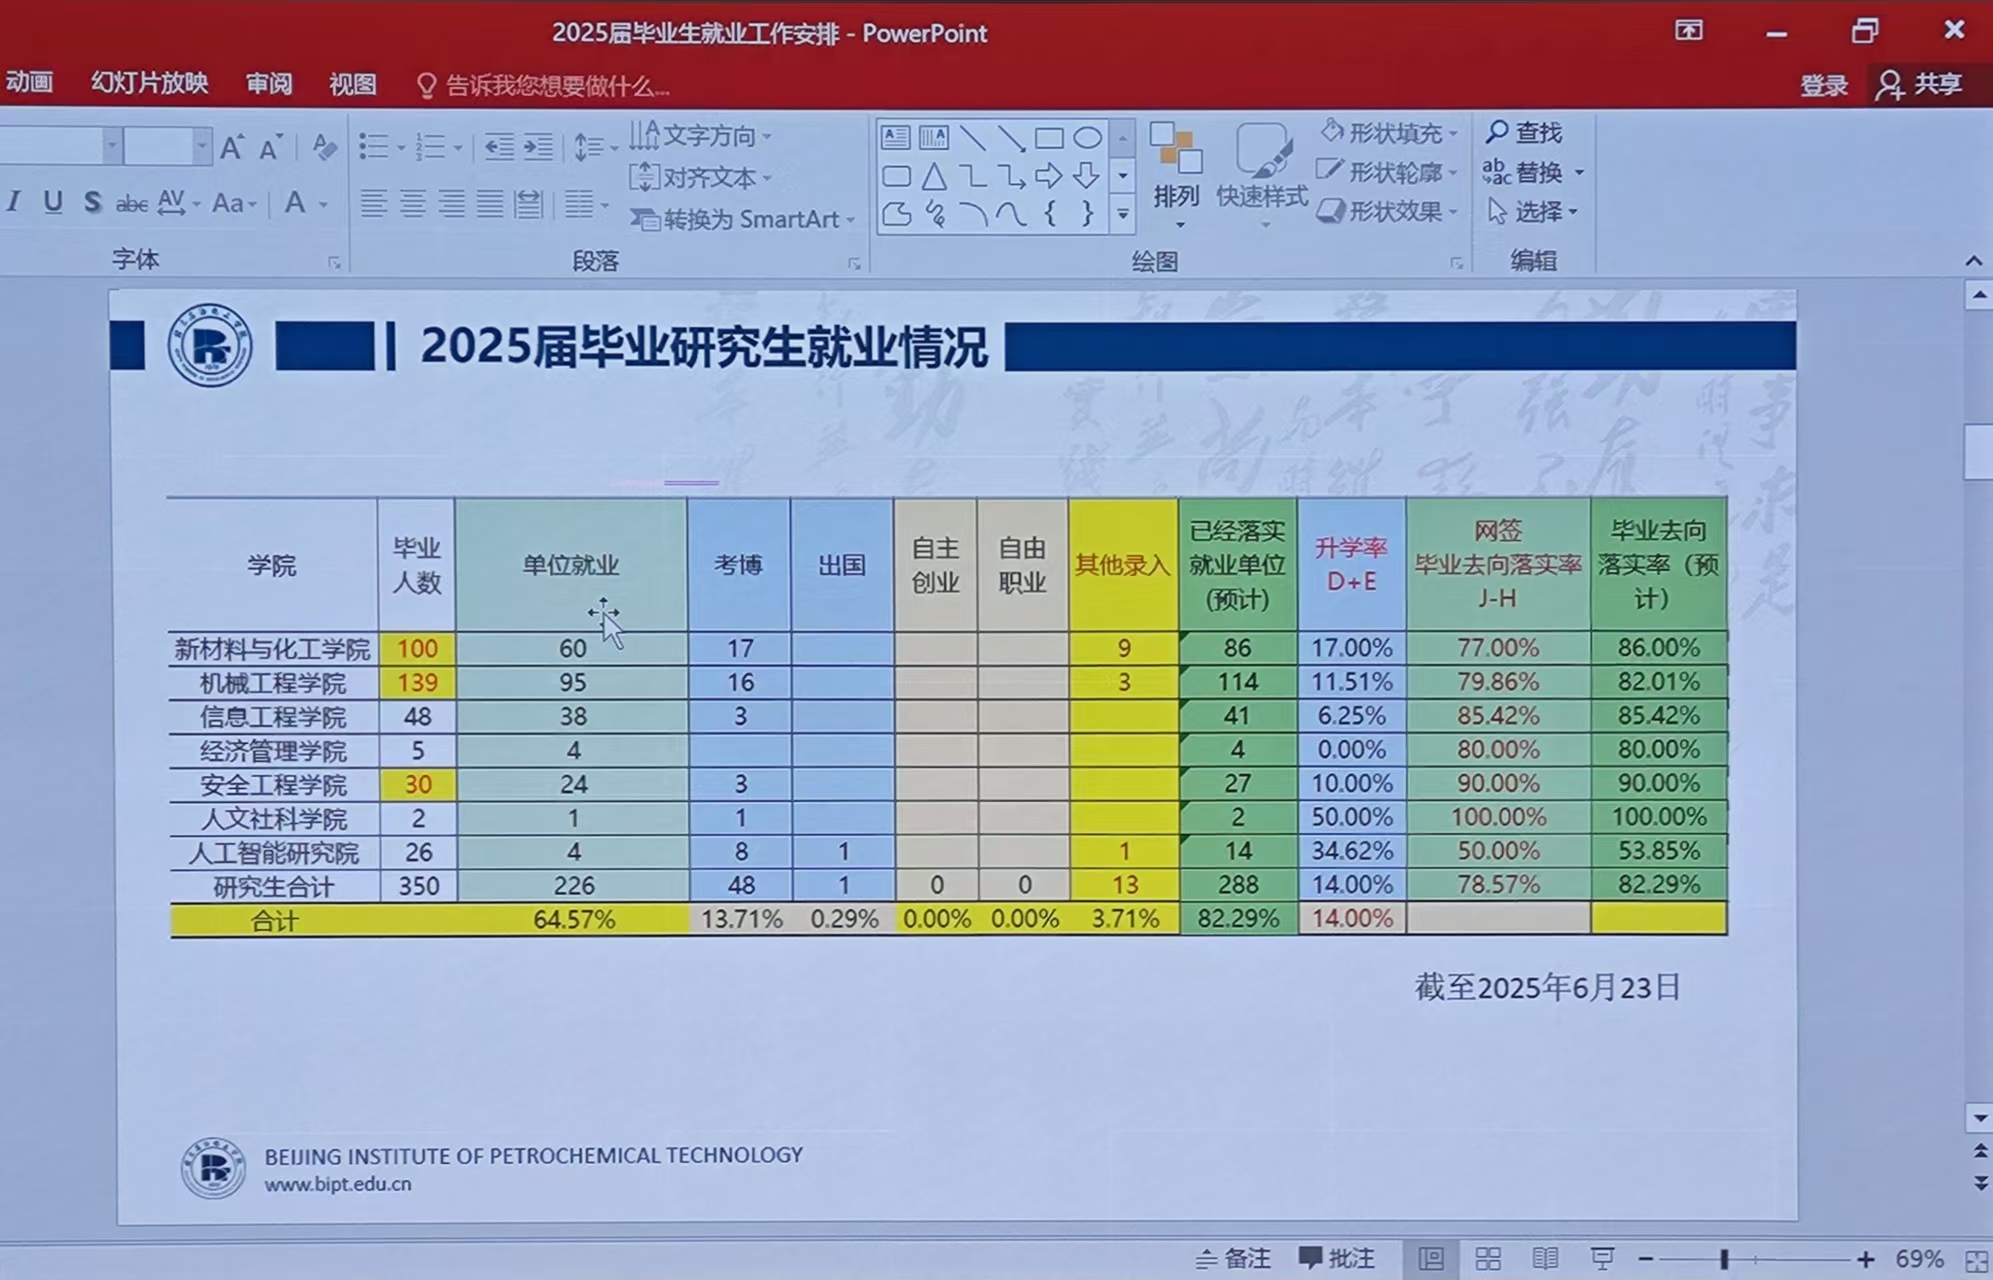 2025届毕业生就业工作安排 - PowerPoint
动画 幻灯片放映 审阅 视图 告诉我您想要做什么... 登录 共享
文字方向 形状填充 查找
对齐文本 排列 快速样式 形状轮廓 替换
转换为 SmartArt 形状效果 选择
字体 段落 绘图 编辑
2025届毕业研究生就业情况
学院 毕业人数 单位就业 考博 出国 自主创业 自由职业 其他录入 已经落实就业单位(预计) 升学率D+E 网签毕业去向落实率J-H 毕业去向落实率（预计）
新材料与化工学院 100 60 17 9 86 17.00% 77.00% 86.00%
机械工程学院 139 95 16 3 114 11.51% 79.86% 82.01%
信息工程学院 48 38 3 41 6.25% 85.42% 85.42%
经济管理学院 5 4 4 0.00% 80.00% 80.00%
安全工程学院 30 24 3 27 10.00% 90.00% 90.00%
人文社科学院 2 1 1 2 50.00% 100.00% 100.00%
人工智能研究院 26 4 8 1 1 14 34.62% 50.00% 53.85%
研究生合计 350 226 48 1 0 0 13 288 14.00% 78.57% 82.29%
合计 64.57% 13.71% 0.29% 0.00% 0.00% 3.71% 82.29% 14.00%
截至2025年6月23日
BEIJING INSTITUTE OF PETROCHEMICAL TECHNOLOGY
www.bipt.edu.cn
备注 批注 69%